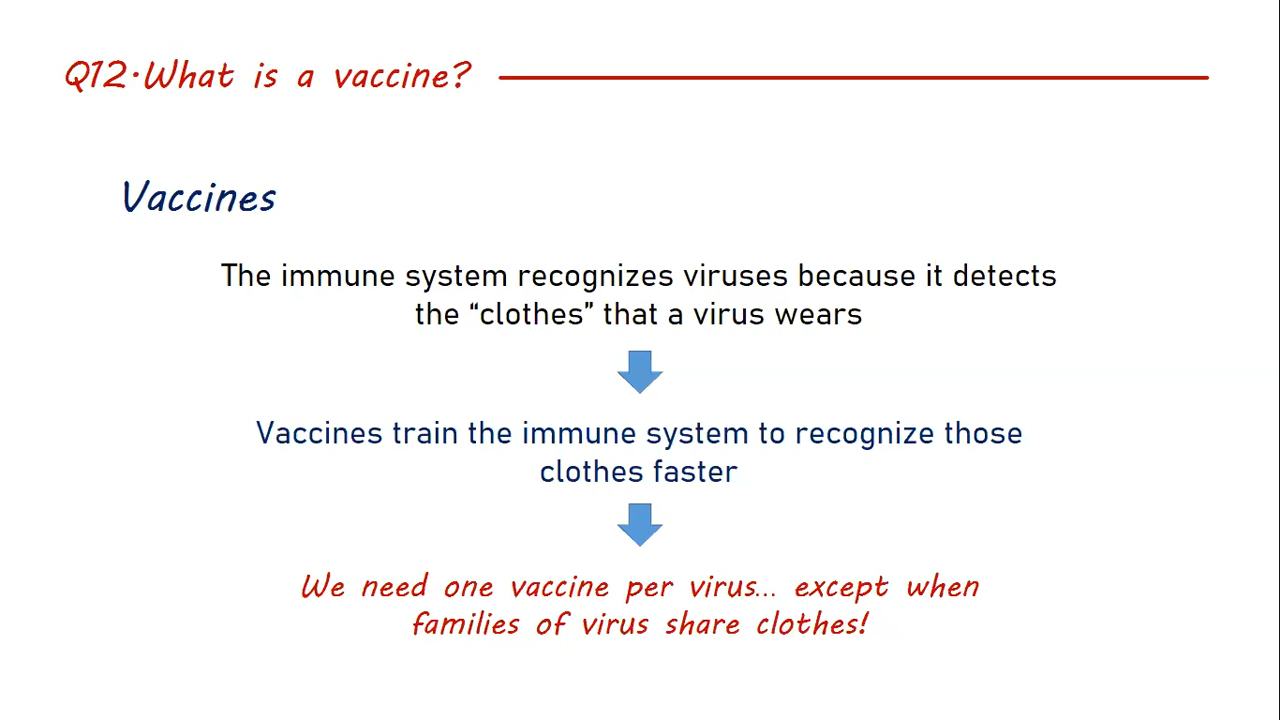 Q12·What is a vaccine?
Vaccines
The immune system recognizes viruses because it detects
the “clothes” that a virus wears
Vaccines train the immune system to recognize those
clothes faster
We need one vaccine per virus... except when
families of virus share clothes!